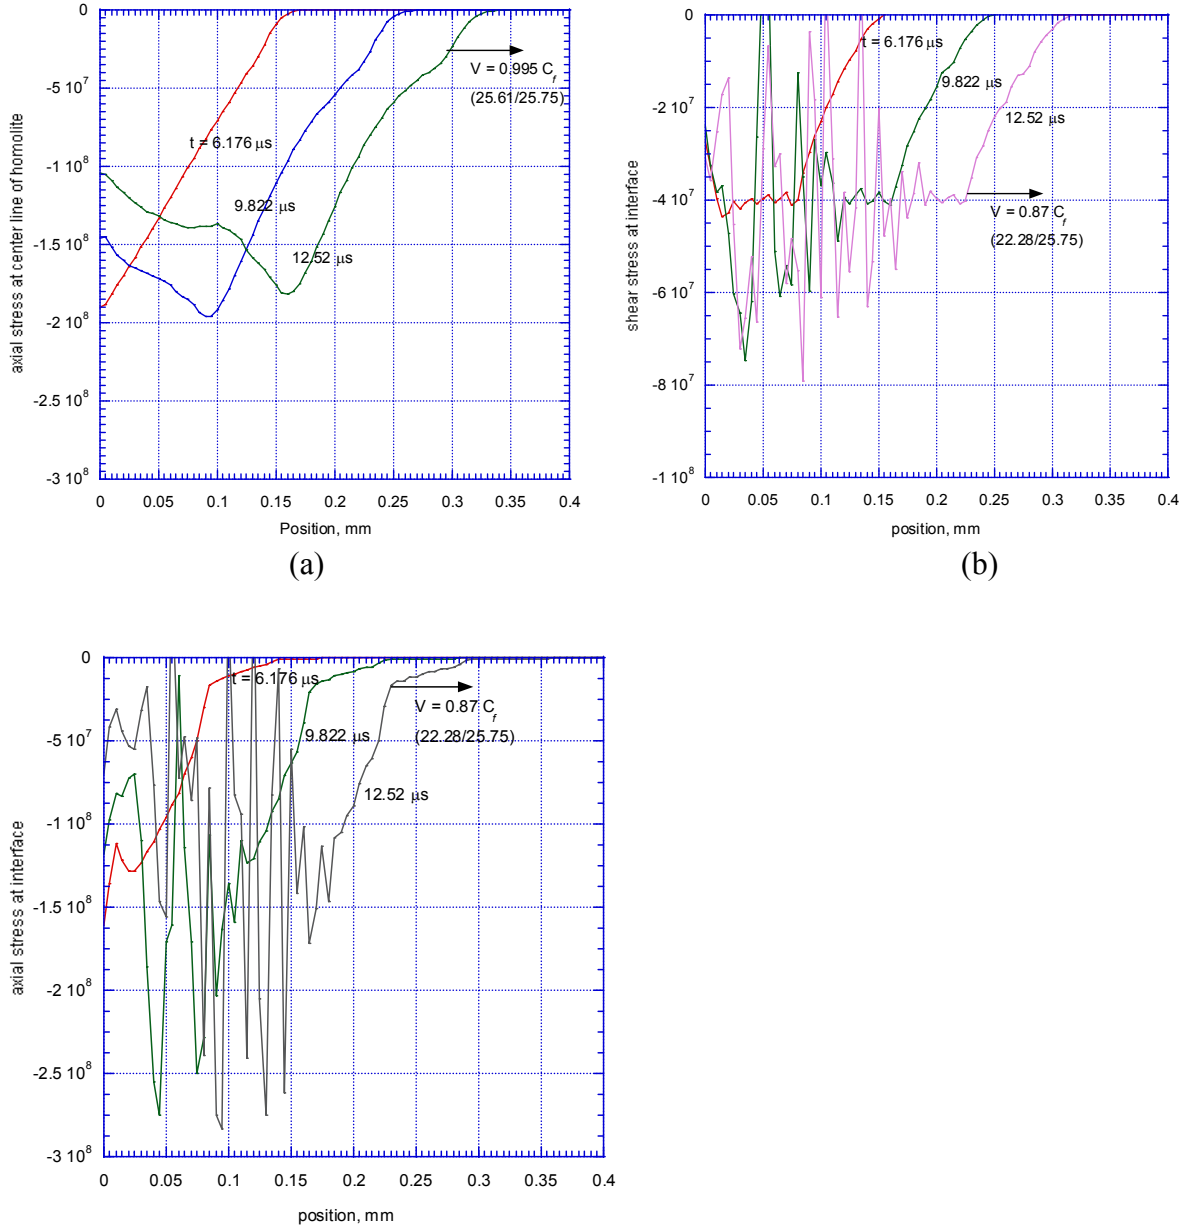 0
-5 10^7
-1 10^8
-1.5 10^8
-2 10^8
-2.5 10^8
-3 10^8
axial stress at center line of homolite
t = 6.176 μs
9.822 μs
12.52 μs
V = 0.995 C_f
(25.61/25.75)
0 0.05 0.1 0.15 0.2 0.25 0.3 0.35 0.4
Position, mm
(a)
0
-2 10^7
-4 10^7
-6 10^7
-8 10^7
-1 10^8
shear stress at interface
t = 6.176 μs
9.822 μs
12.52 μs
V = 0.87 C_f
(22.28/25.75)
0 0.05 0.1 0.15 0.2 0.25 0.3 0.35 0.4
position, mm
(b)
0
-5 10^7
-1 10^8
-1.5 10^8
-2 10^8
-2.5 10^8
-3 10^8
axial stress at interface
t = 6.176 μs
9.822 μs
12.52 μs
V = 0.87 C_f
(22.28/25.75)
0 0.05 0.1 0.15 0.2 0.25 0.3 0.35 0.4
position, mm